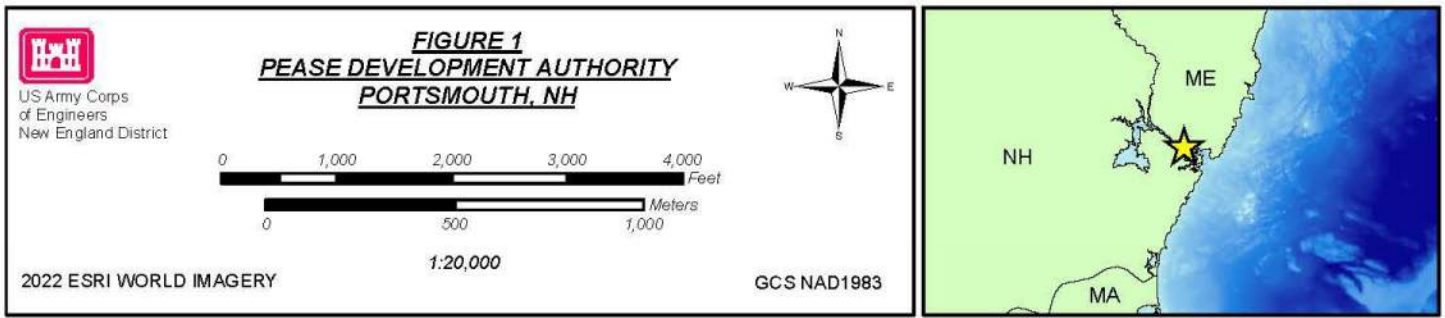 FIGURE 1
PEASE DEVELOPMENT AUTHORITY
PORTSMOUTH, NH
US Army Corps
of Engineers
New England District
N
W E
S
0 1,000 2,000 3,000 4,000
Feet
Meters
0 500 1,000
1:20,000
2022 ESRI WORLD IMAGERY
GCS NAD1983
ME
NH
MA